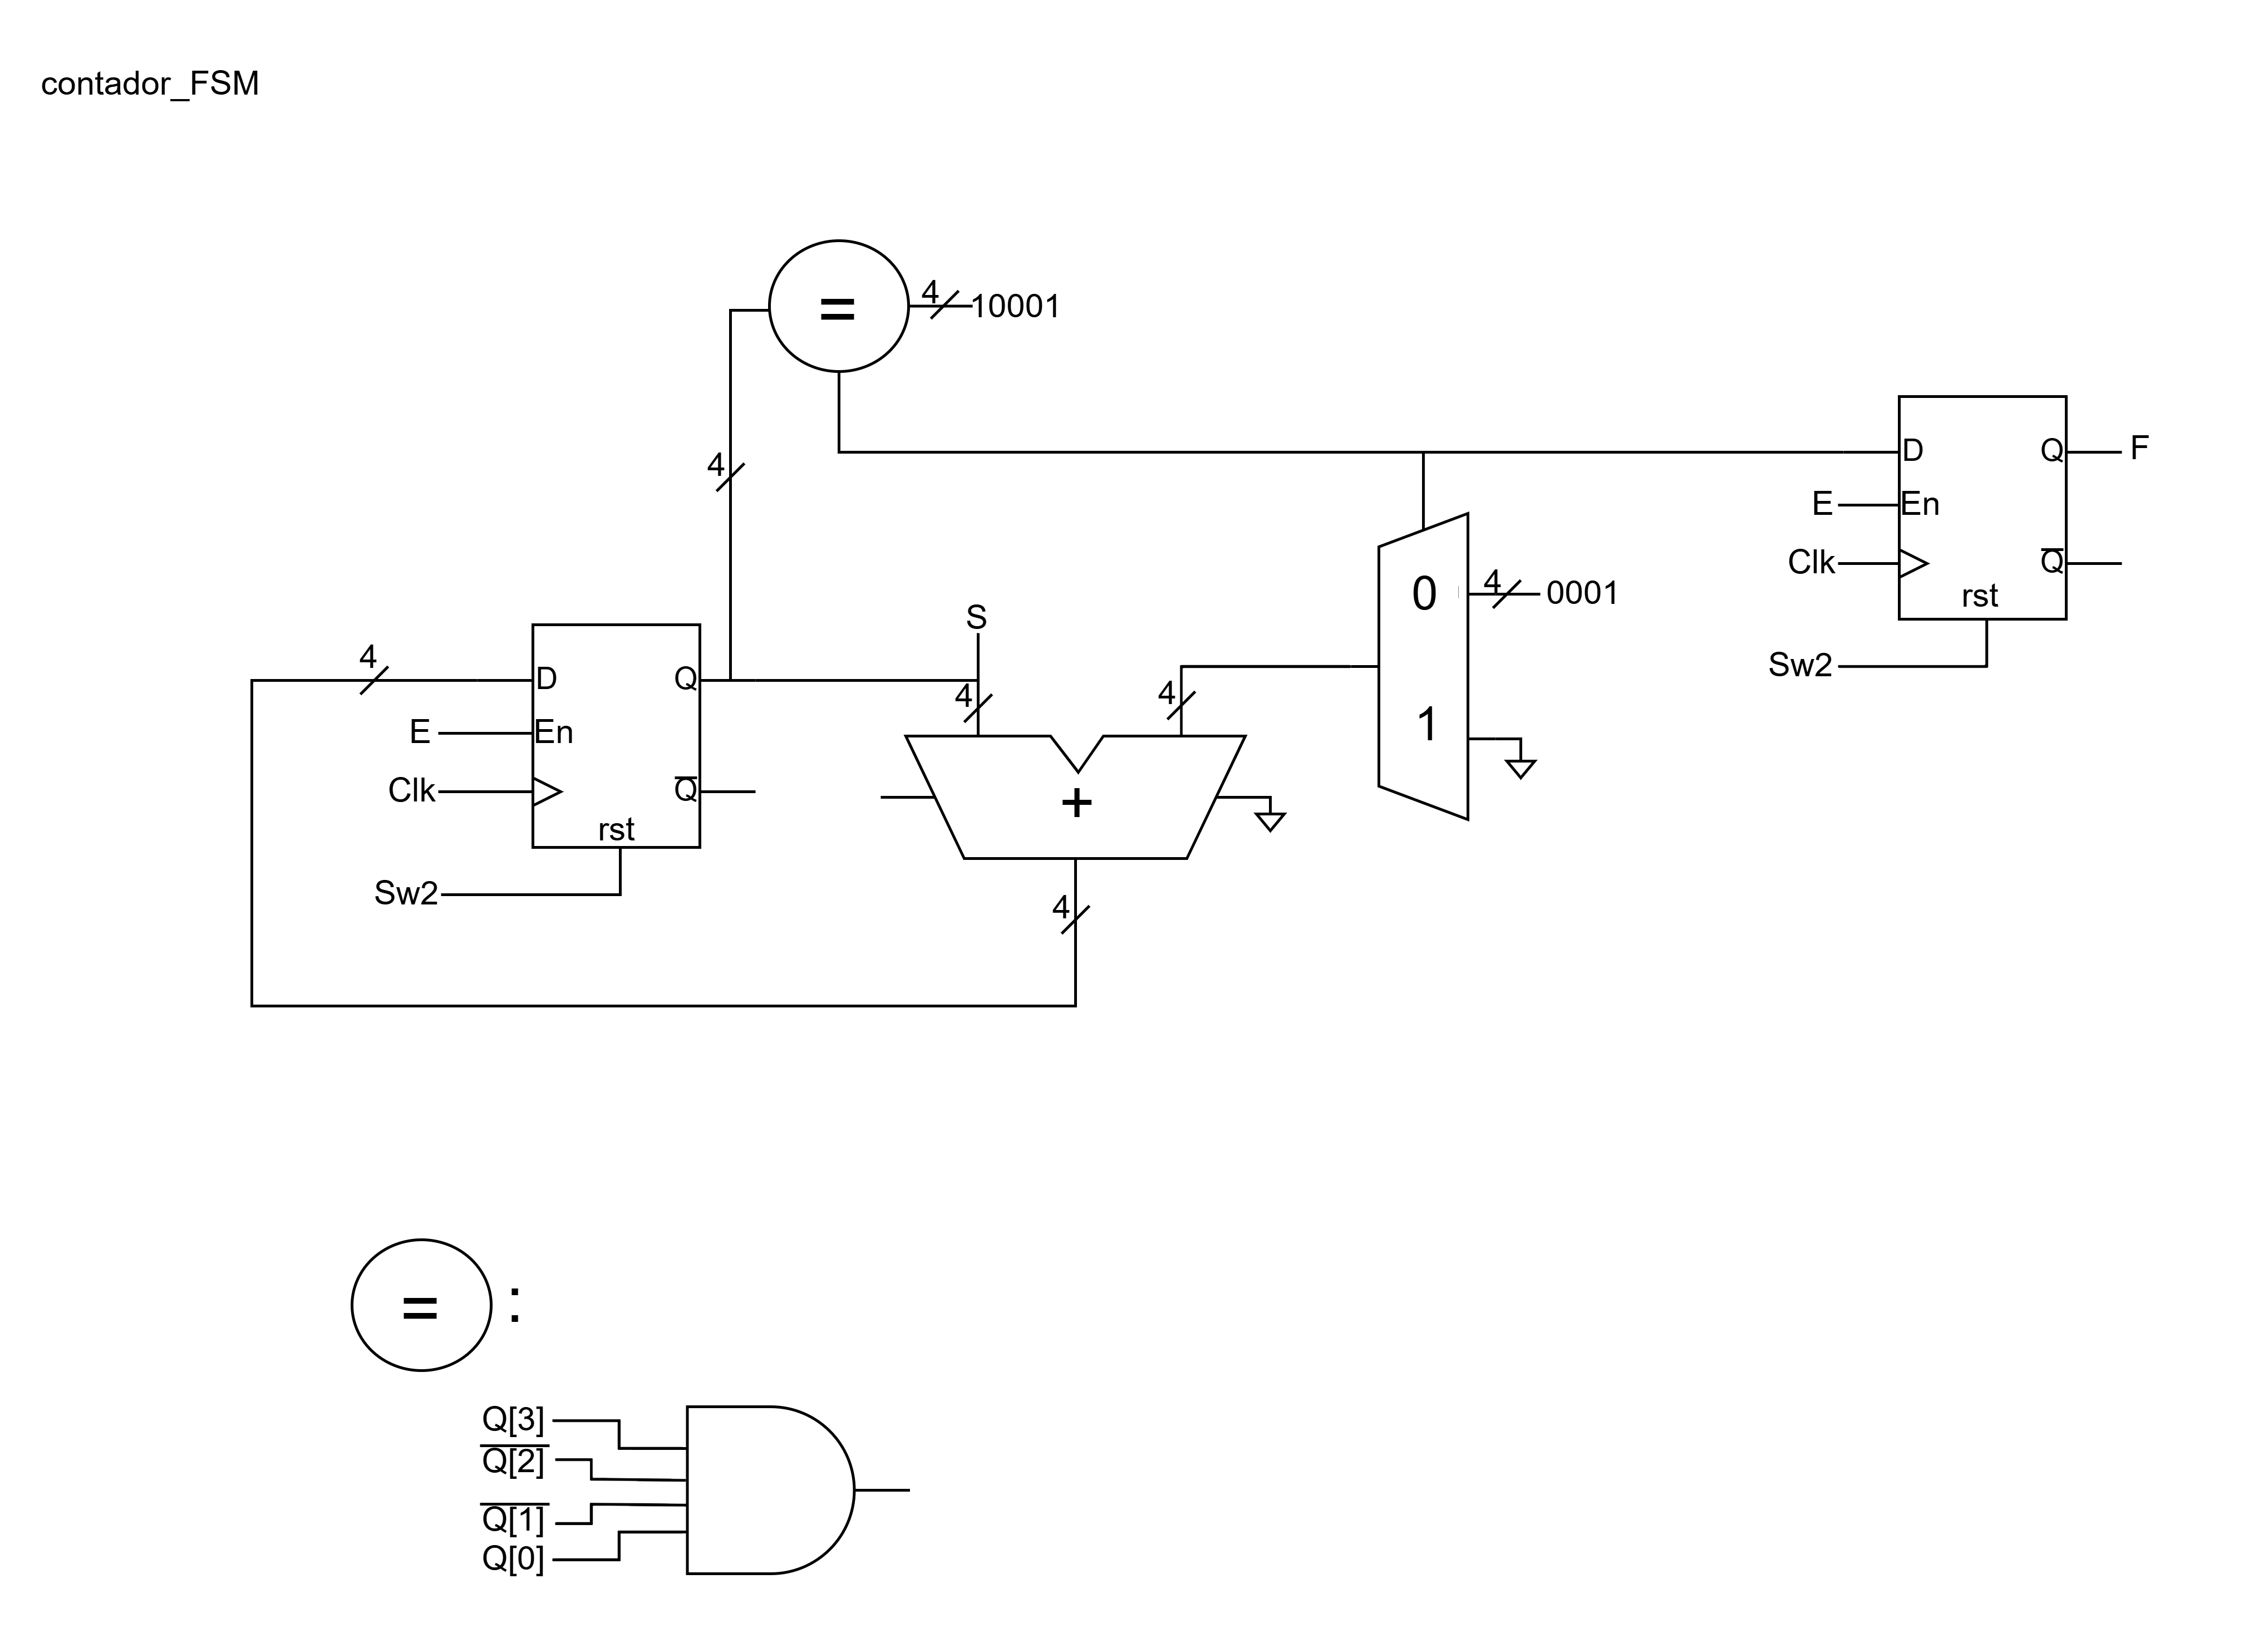 contador_FSM
=
4
10001
4
D
Q
F
E
En
Clk
Q
rst
Sw2
0
4
0001
1
S
4
D
Q
4
4
E
En
Clk
Q
rst
+
Sw2
4
=
:
Q[3]
Q[2]
Q[1]
Q[0]